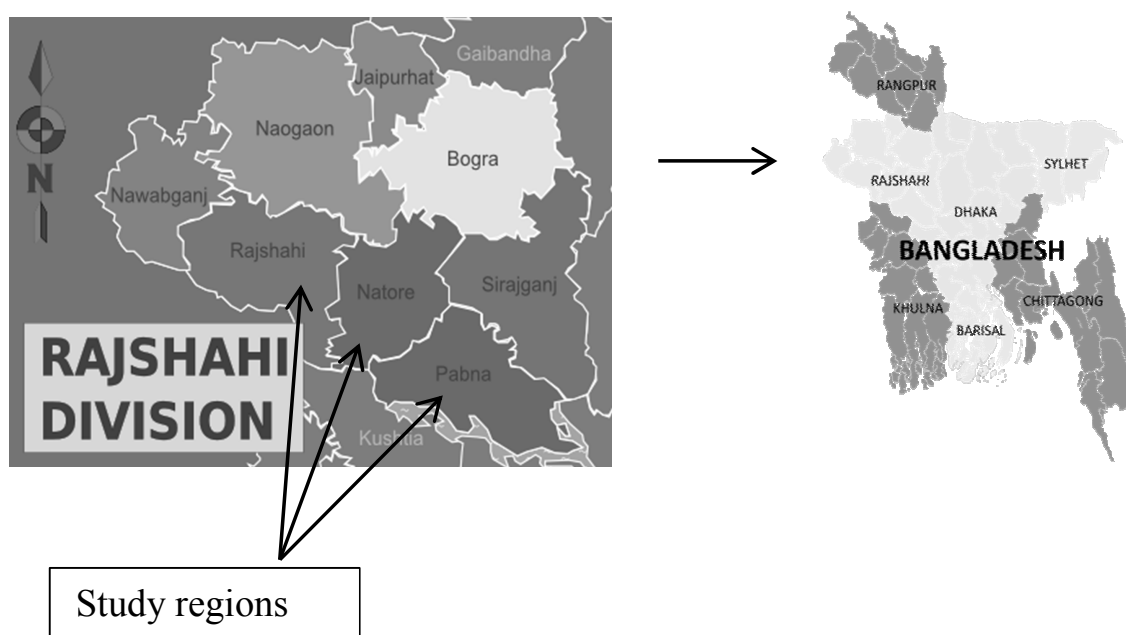 Gaibandha
Jaipurhat
Naogaon
Bogra
N
Nawabganj
Rajshahi
Natore
Sirajganj
RAJSHAHI
DIVISION
Pabna
Kushtia
Study regions
RANGPUR
RAJSHAHI
SYLHET
DHAKA
BANGLADESH
KHULNA
CHITTAGONG
BARISAL